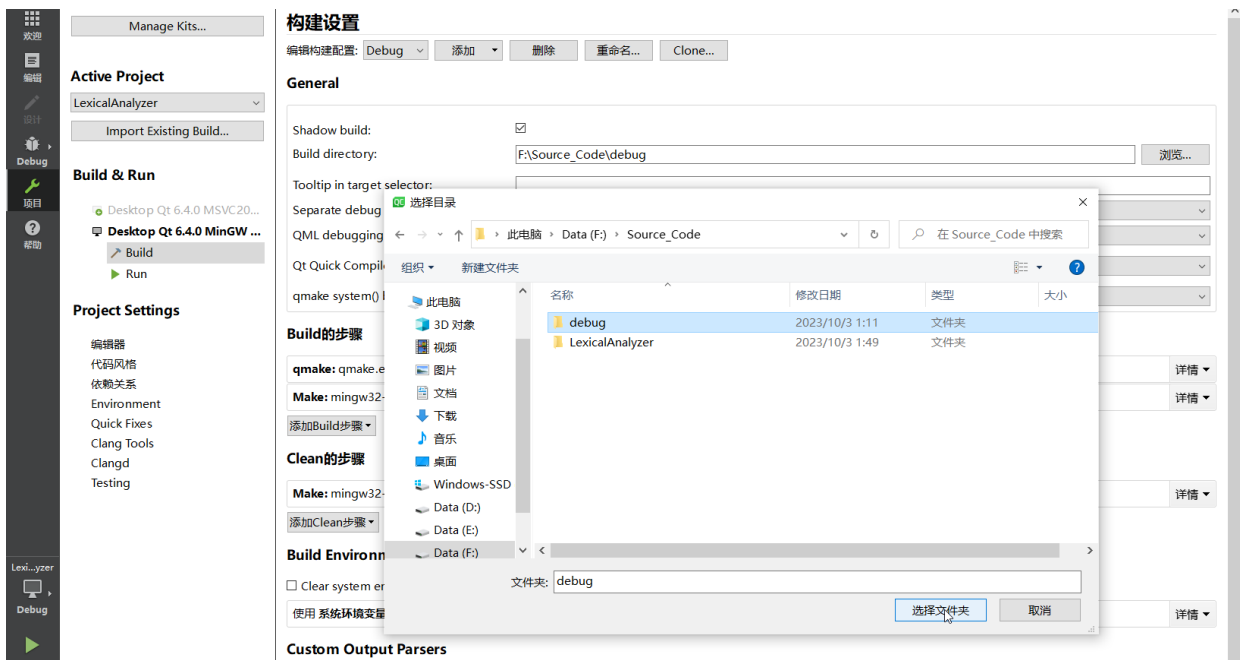 欢迎
编辑
设计
Debug
项目
帮助
Lexi...yzer
Debug
Manage Kits...
Active Project
LexicalAnalyzer
Import Existing Build...
Build & Run
Desktop Qt 6.4.0 MSVC20...
Desktop Qt 6.4.0 MinGW ...
Build
Run
Project Settings
编辑器
代码风格
依赖关系
Environment
Quick Fixes
Clang Tools
Clangd
Testing
构建设置
编辑构建配置: Debug 添加 删除 重命名... Clone...
General
Shadow build:
Build directory: F:\Source_Code\debug 浏览...
Tooltip in target selector:
Separate debug
QML debugging
Qt Quick Compil
qmake system()
Build的步骤
qmake: qmake.e 详情
Make: mingw32- 详情
添加Build步骤
Clean的步骤
Make: mingw32- 详情
添加Clean步骤
Build Environ
Clear system en
使用 系统环境变量 详情
Custom Output Parsers
QC 选择目录
此电脑 Data (F:) Source_Code 在 Source_Code 中搜索
组织 新建文件夹
此电脑
3D 对象
视频
图片
文档
下载
音乐
桌面
Windows-SSD
Data (D:)
Data (E:)
Data (F:)
名称 修改日期 类型 大小
debug 2023/10/3 1:11 文件夹
LexicalAnalyzer 2023/10/3 1:49 文件夹
文件夹: debug
选择文件夹 取消